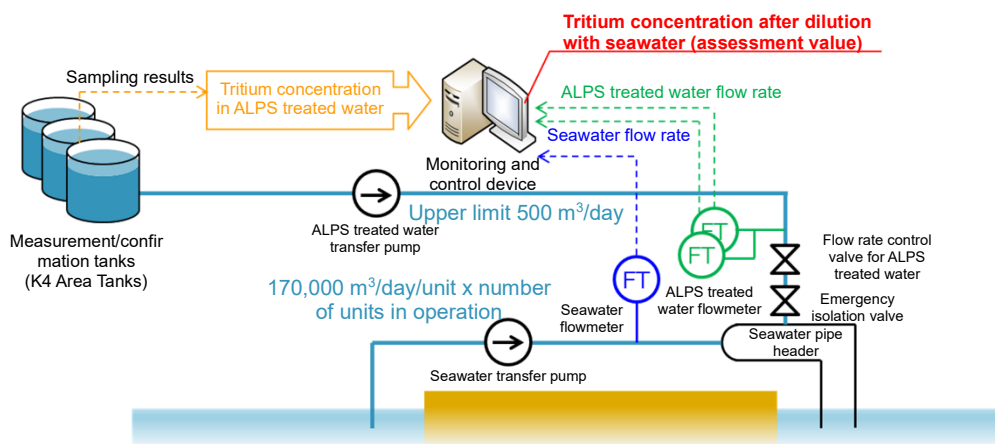 Tritium concentration after dilution
with seawater (assessment value)
Sampling results
Tritium concentration
in ALPS treated water
ALPS treated water flow rate
Seawater flow rate
Monitoring and
control device
Upper limit 500 m³/day
ALPS treated water
transfer pump
Measurement/confir
mation tanks
(K4 Area Tanks)
FT
FT
FT
Flow rate control
valve for ALPS
treated water
170,000 m³/day/unit x number
of units in operation
ALPS treated
water flowmeter
Emergency
isolation valve
Seawater
flowmeter
Seawater pipe
header
Seawater transfer pump